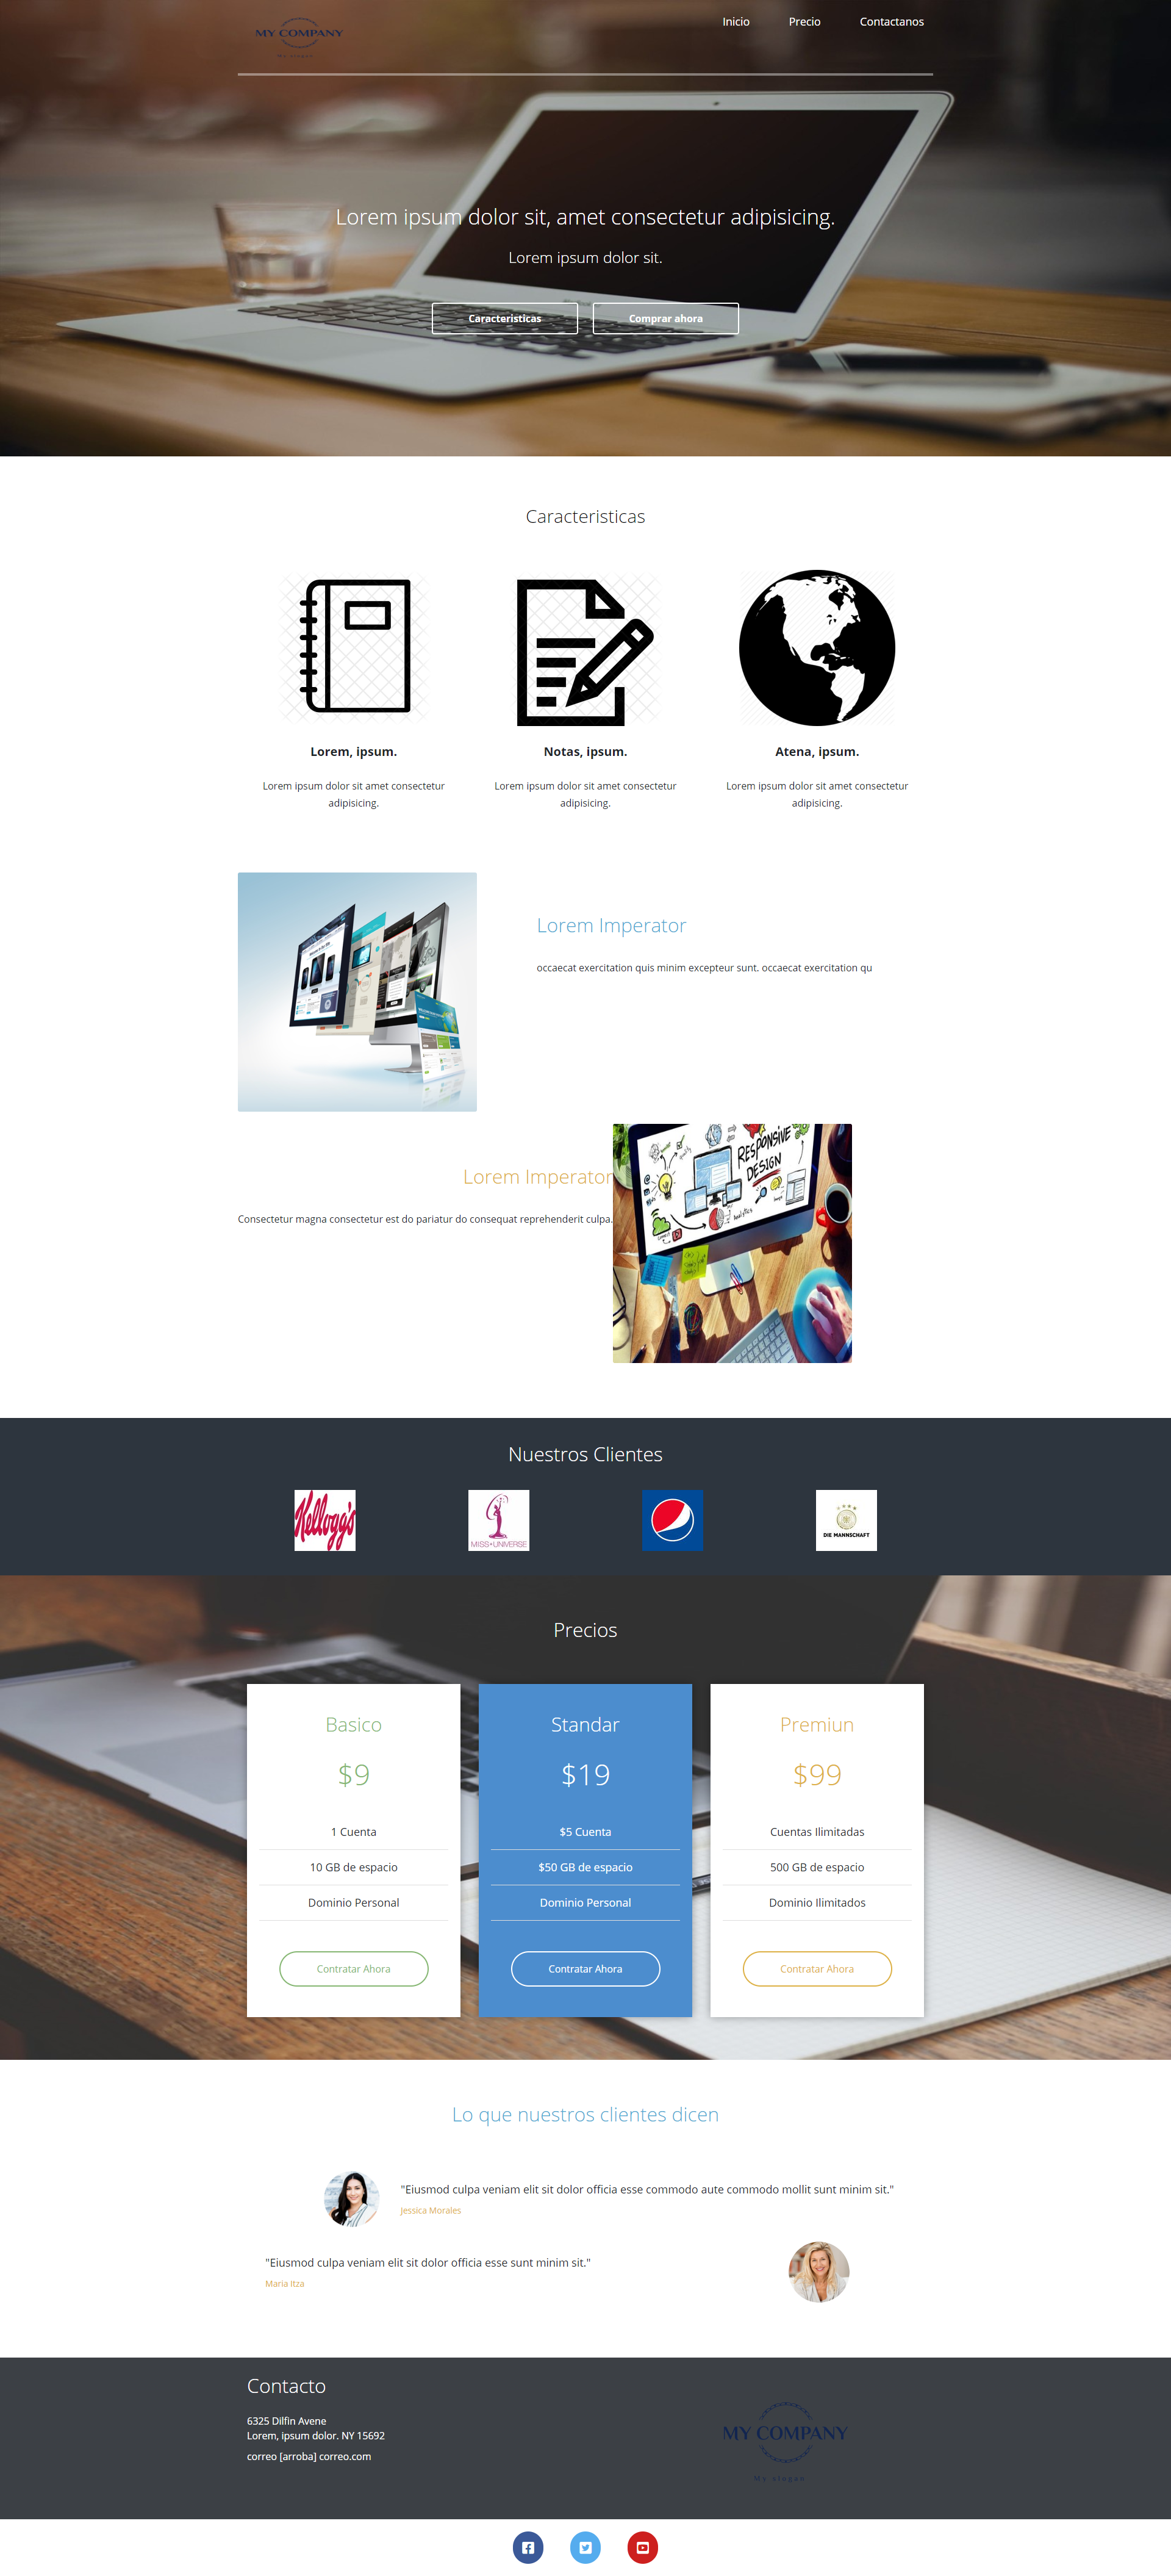 MY COMPANY
My slogan
Inicio
Precio
Contactanos
Lorem ipsum dolor sit, amet consectetur adipisicing.
Lorem ipsum dolor sit.
Caracteristicas
Comprar ahora
Caracteristicas
Lorem, ipsum.
Lorem ipsum dolor sit amet consectetur
adipisicing.
Notas, ipsum.
Lorem ipsum dolor sit amet consectetur
adipisicing.
Atena, ipsum.
Lorem ipsum dolor sit amet consectetur
adipisicing.
Lorem Imperator
occaecat exercitation quis minim excepteur sunt. occaecat exercitation qu
Lorem Imperator
Consectetur magna consectetur est do pariatur do consequat reprehenderit culpa.
RESPONSIVE
DESIGN
Analytics
Nuestros Clientes
Kellogg's
MISS UNIVERSE
DIE MANNSCHAFT
Precios
Basico
$9
1 Cuenta
10 GB de espacio
Dominio Personal
Contratar Ahora
Standar
$19
$5 Cuenta
$50 GB de espacio
Dominio Personal
Contratar Ahora
Premiun
$99
Cuentas Ilimitadas
500 GB de espacio
Dominio Ilimitados
Contratar Ahora
Lo que nuestros clientes dicen
"Eiusmod culpa veniam elit sit dolor officia esse commodo aute commodo mollit sunt minim sit."
Jessica Morales
"Eiusmod culpa veniam elit sit dolor officia esse sunt minim sit."
Maria Itza
Contacto
6325 Dilfin Avene
Lorem, ipsum dolor. NY 15692
correo [arroba] correo.com
MY COMPANY
My slogan